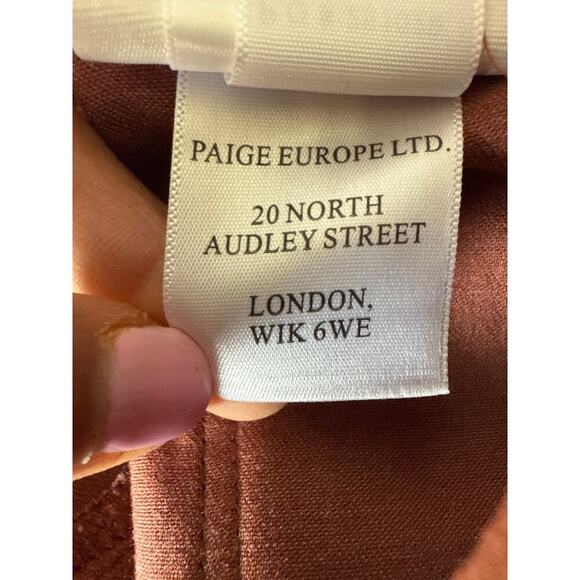 PAIGE EUROPE LTD.
20 NORTH
AUDLEY STREET
LONDON,
WIK 6WE